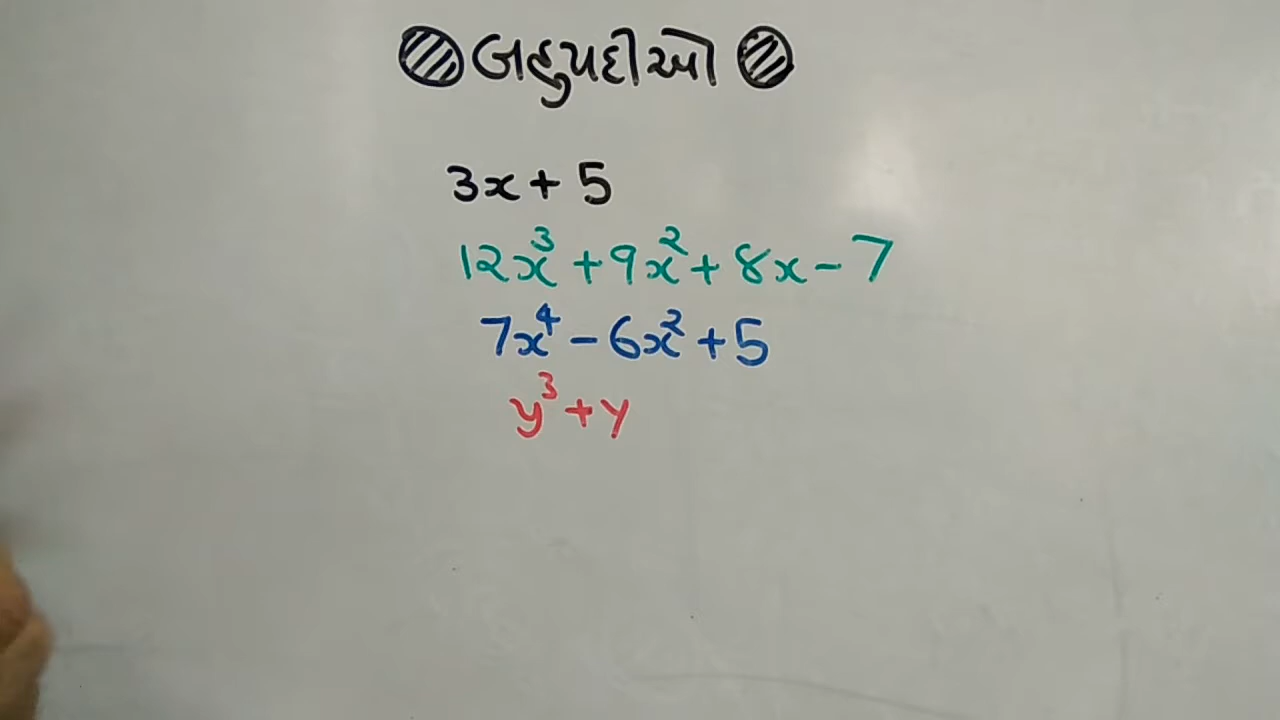 બહુપદીઓ
3x + 5
12x³ + 9x² + 8x - 7
7x⁴ - 6x² + 5
y³ + y